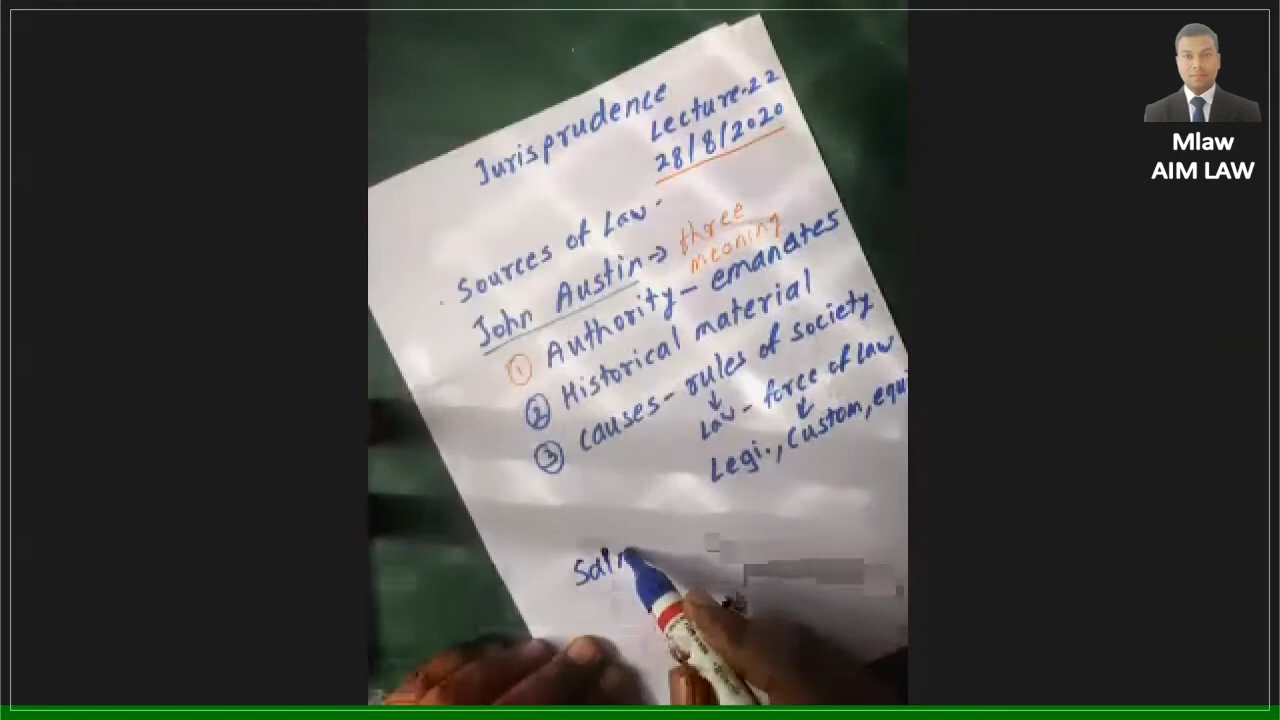 Jurisprudence
Lecture-22
28/8/2020
Sources of Law
John Austin → three
meaning
① Authority - emanates
② Historical material
③ causes - rules of society
↓
Law - force of Law
↓
Legi., custom, equi
Sal
Mlaw
AIM LAW